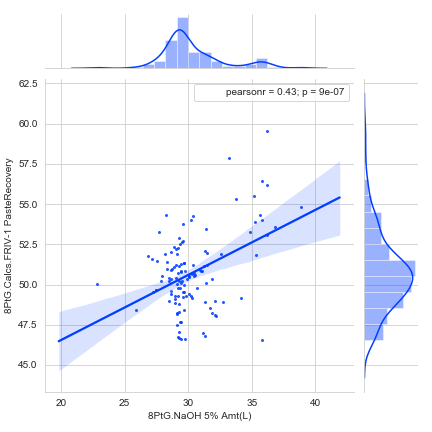 pearsonr = 0.43; p = 9e-07
62.5
60.0
57.5
55.0
52.5
50.0
47.5
45.0
8PtG.Calcs.FRIV-1 PasteRecovery
20 25 30 35 40
8PtG.NaOH 5% Amt(L)